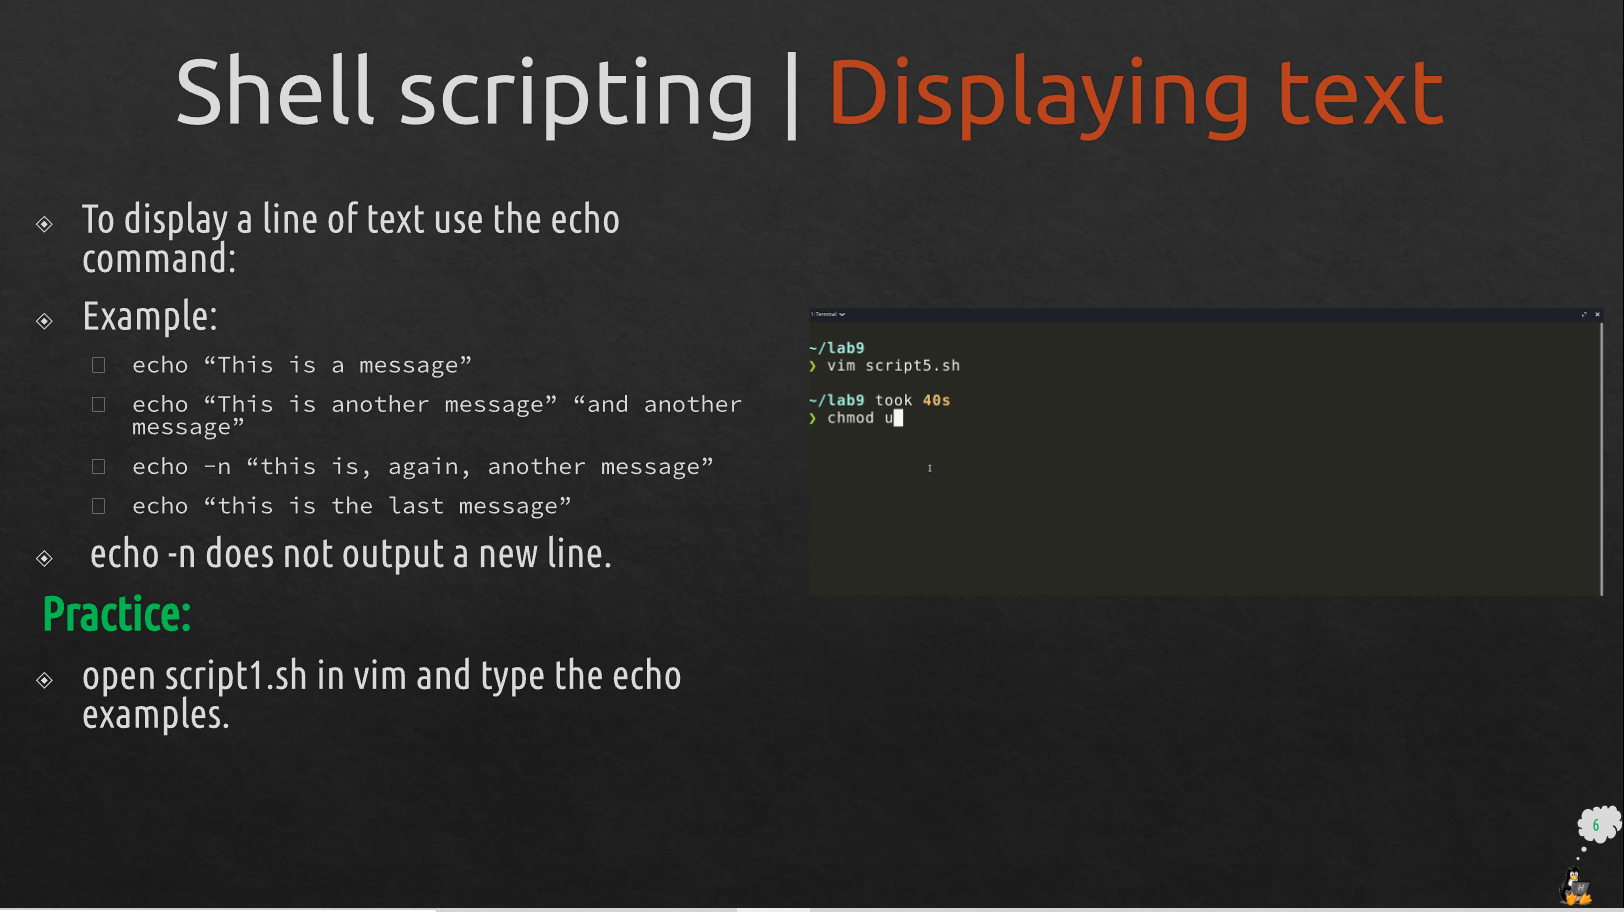 Shell scripting | Displaying text
To display a line of text use the echo
command:
Example:
echo “This is a message”
echo “This is another message” “and another
message”
echo –n “this is, again, another message”
echo “this is the last message”
echo -n does not output a new line.
Practice:
open script1.sh in vim and type the echo
examples.
1: Terminal
~/lab9
❯ vim script5.sh
~/lab9 took 40s
❯ chmod u
6